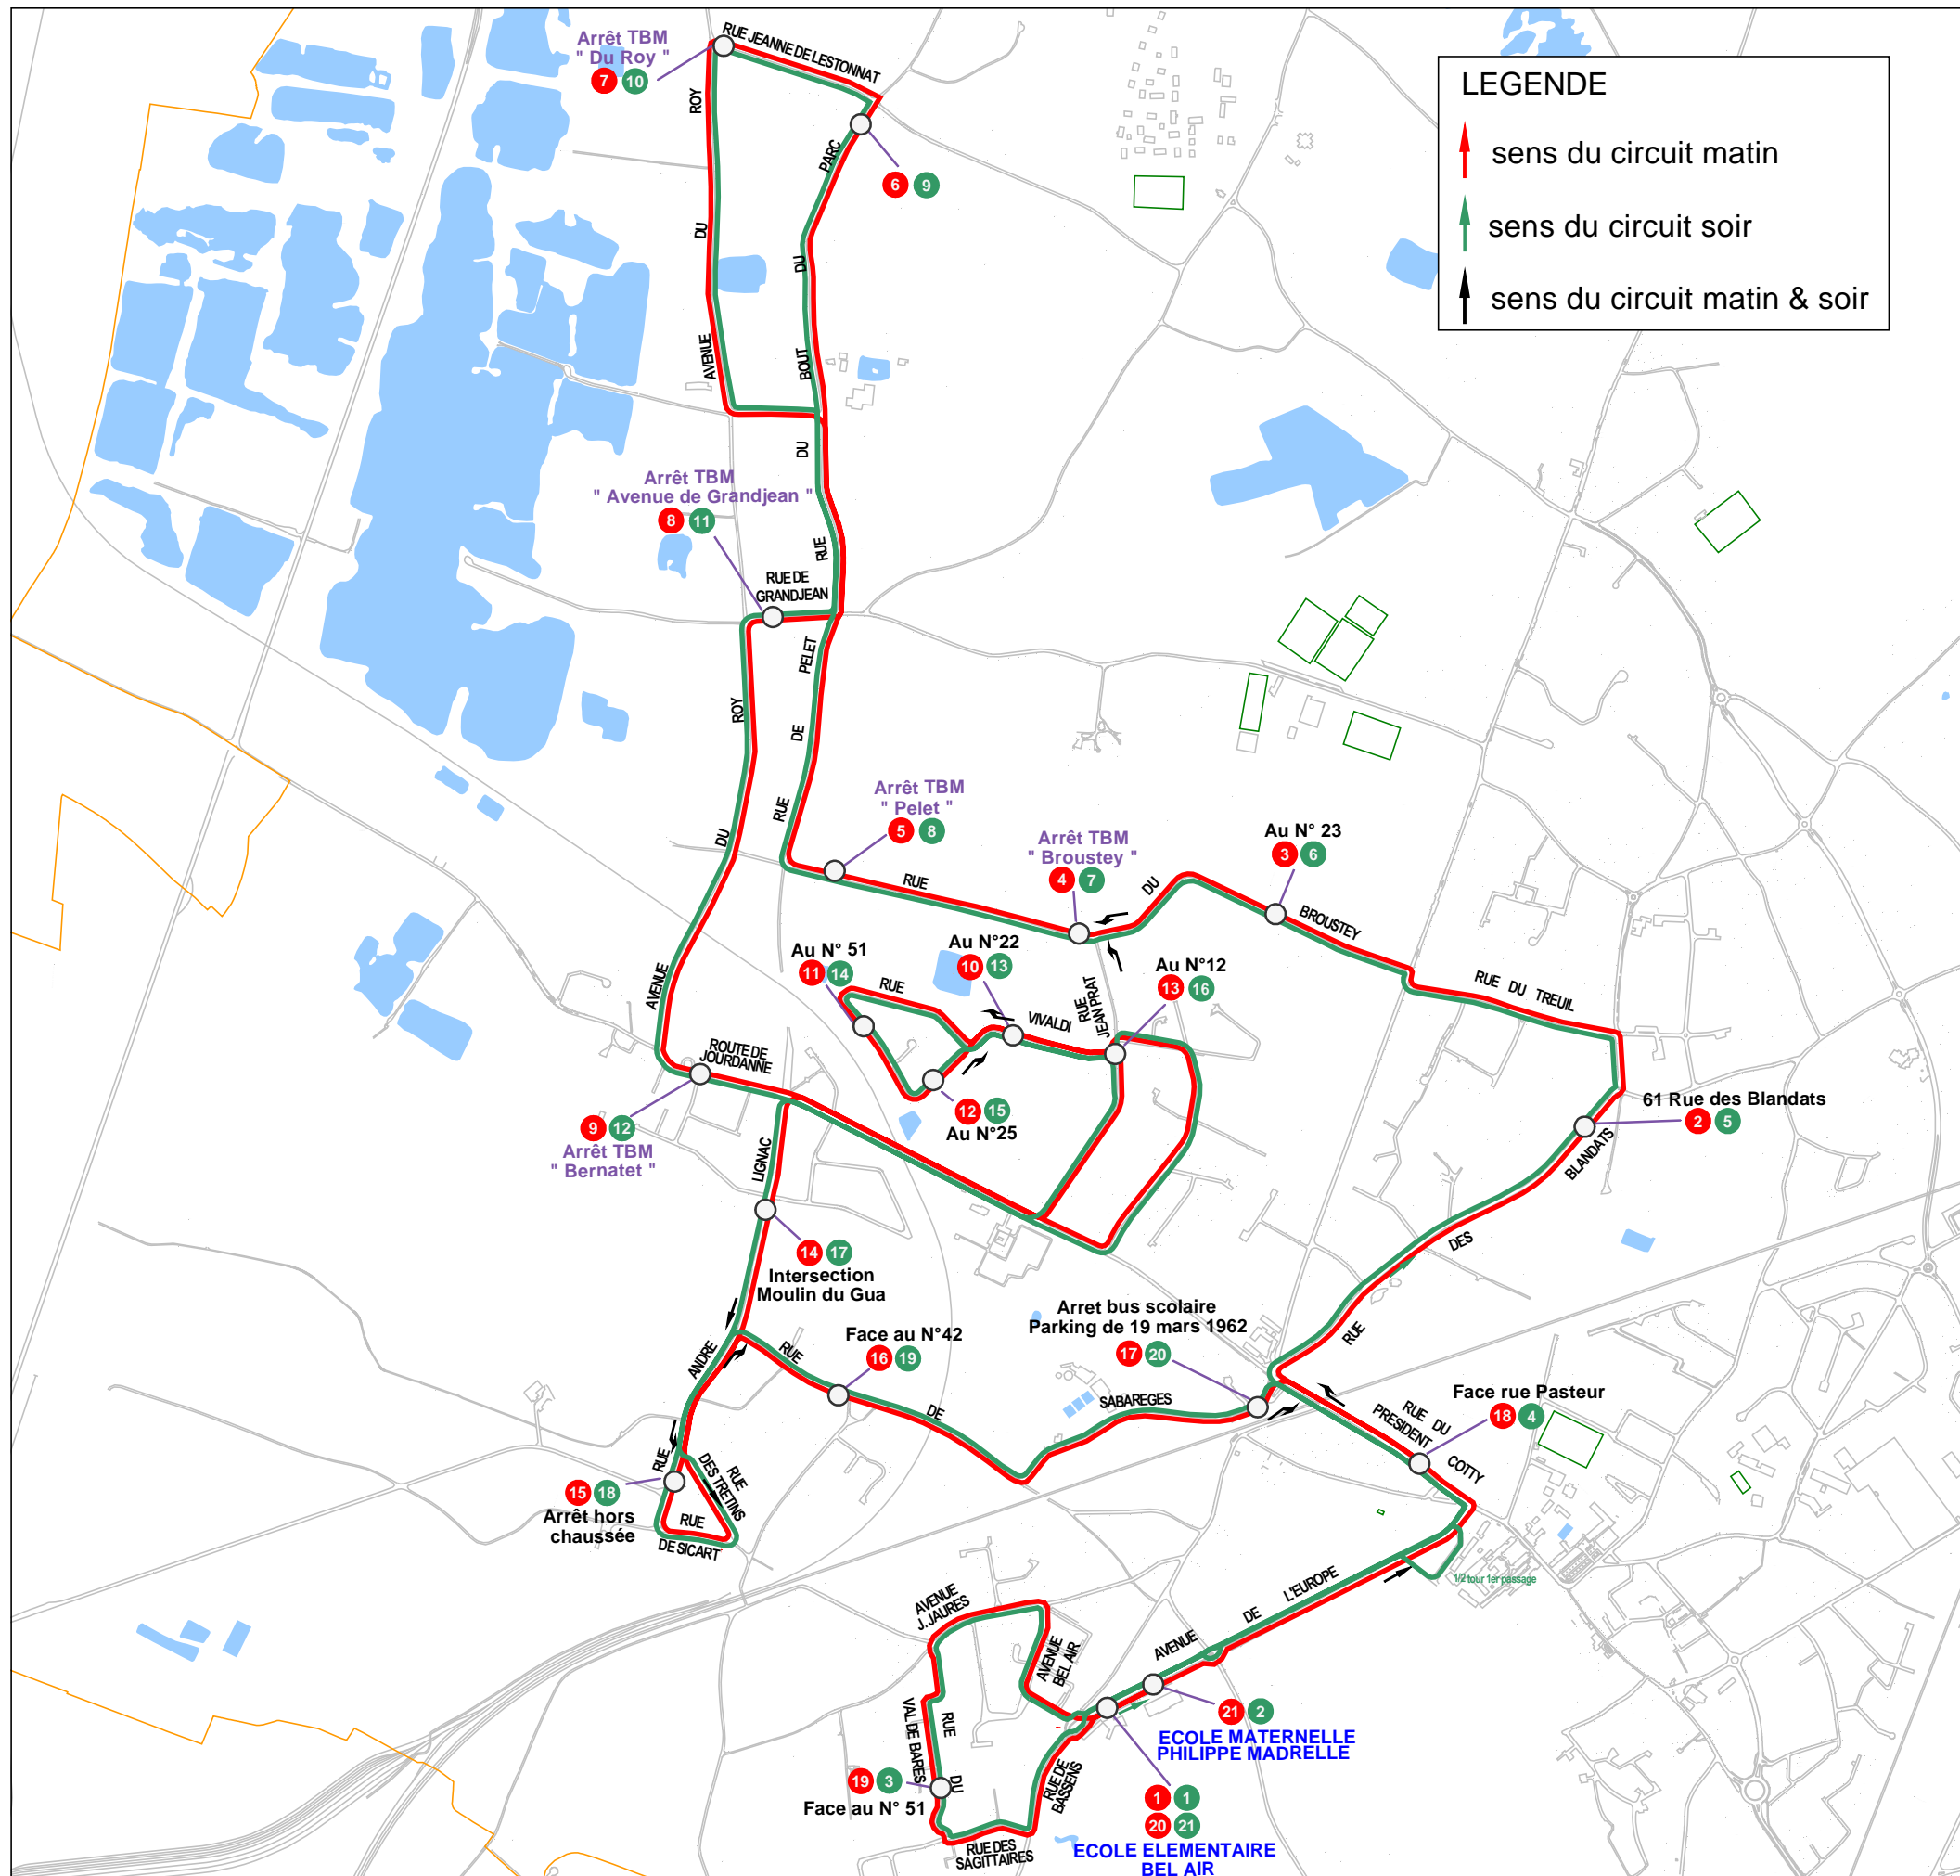 LEGENDE
sens du circuit matin
sens du circuit soir
sens du circuit matin & soir
Arrêt TBM
" Du Roy "
7 10
RUE JEANNE DE LESTONNAT
6 9
ROY
DU
AVENUE
PARC
DU
BOUT
DU
RUE
Arrêt TBM
" Avenue de Grandjean "
8 11
RUE DE
GRANDJEAN
PELET
DE
RUE
ROY
DU
AVENUE
Arrêt TBM
" Pelet "
5 8
Arrêt TBM
" Broustey "
4 7
Au N° 23
3 6
RUE
DU
BROUSTEY
RUE DU TREUIL
Au N° 51
11 14
Au N°22
10 13
Au N°12
13 16
RUE
VIVALDI
RUE
JEAN PRAT
12 15
Au N°25
ROUTE DE
JOURDANNE
9 12
Arrêt TBM
" Bernatet "
61 Rue des Blandats
2 5
BLANDATS
DES
RUE
LIGNAC
14 17
Intersection
Moulin du Gua
ANDRE
RUE
Face au N°42
16 19
RUE
DE
SABAREGES
Arret bus scolaire
Parking de 19 mars 1962
17 20
Face rue Pasteur
18 4
RUE DU
PRESIDENT
COTTY
15 18
Arrêt hors
chaussée
RUE
DES TRETINS
RUE
DE SICART
1/2 tour 1er passage
AVENUE
DE
L'EUROPE
AVENUE
J.JAURES
AVENUE
BEL AIR
21 2
ECOLE MATERNELLE
PHILIPPE MADRELLE
VAL DE BARES
RUE
DU
19 3
Face au N° 51
RUE DE
BASSENS
RUE DES
SAGITTAIRES
1 1
20 21
ECOLE ELEMENTAIRE
BEL AIR